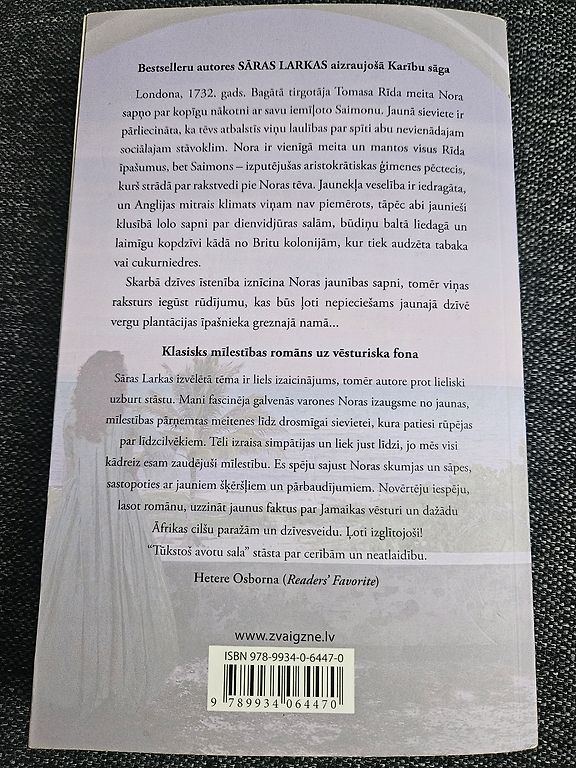 Bestselleru autores SĀRAS LARKAS aizraujošā Karību sāga
Londona, 1732. gads. Bagātā tirgotāja Tomasa Rīda meita Nora
sapņo par kopīgu nākotni ar savu iemīļoto Saimonu. Jaunā sieviete ir
pārliecināta, ka tēvs atbalstīs viņu laulības par spīti abu nevienādajam
sociālajam stāvoklim. Nora ir vienīgā meita un mantos visus Rīda
īpašumus, bet Saimons – izputējušas aristokrātiskas ģimenes pēctecis,
kurš strādā par rakstvedi pie Noras tēva. Jaunekļa veselība ir iedragāta,
un Anglijas mitrais klimats viņam nav piemērots, tāpēc abi jaunieši
klusībā lolo sapni par dienvidjūras salām, būdiņu baltā liedagā un
laimīgu kopdzīvi kādā no Britu kolonijām, kur tiek audzēta tabaka
vai cukurniedres.
Skarbā dzīves īstenība iznīcina Noras jaunības sapni, tomēr viņas
raksturs iegūst rūdījumu, kas būs ļoti nepieciešams jaunajā dzīvē
vergu plantācijas īpašnieka greznajā namā...
Klasisks mīlestības romāns uz vēsturiska fona
Sāras Larkas izvēlētā tēma ir liels izaicinājums, tomēr autore prot lieliski
uzburt stāstu. Mani fascinēja galvenās varones Noras izaugsme no jaunas,
mīlestības pārņemtas meitenes līdz drosmīgai sievietei, kura patiesi rūpējas
par līdzcilvēkiem. Tēli izraisa simpātijas un liek just līdzi, jo mēs visi
kādreiz esam zaudējuši mīlestību. Es spēju sajust Noras skumjas un sāpes,
sastopoties ar jauniem šķēršļiem un pārbaudījumiem. Novērtēju iespēju,
lasot romānu, uzzināt jaunus faktus par Jamaikas vēsturi un dažādu
Āfrikas cilšu paražām un dzīvesveidu. Ļoti izglītojoši!
“Tūkstoš avotu sala” stāsta par cerībām un neatlaidību.
Hetere Osborna (Readers’ Favorite)
www.zvaigzne.lv
ISBN 978-9934-0-6447-0
9 789934 064470